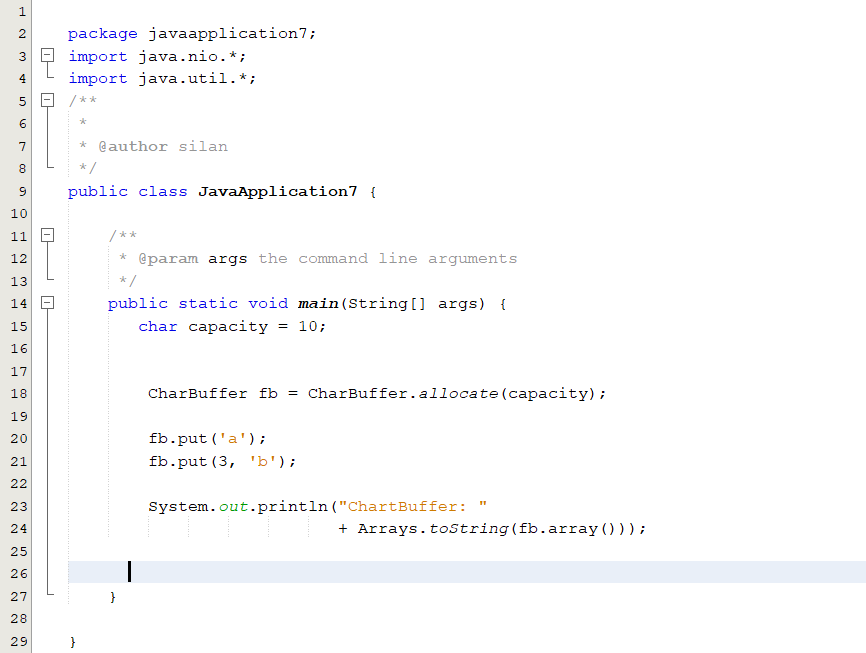 1
2 package javaapplication7;
3 import java.nio.*;
4 import java.util.*;
5 /**
6 *
7 * @author silan
8 */
9 public class JavaApplication7 {
10
11 /**
12 * @param args the command line arguments
13 */
14 public static void main(String[] args) {
15 char capacity = 10;
16
17
18 CharBuffer fb = CharBuffer.allocate(capacity);
19
20 fb.put('a');
21 fb.put(3, 'b');
22
23 System.out.println("ChartBuffer: "
24 + Arrays.toString(fb.array()));
25
26
27 }
28
29 }